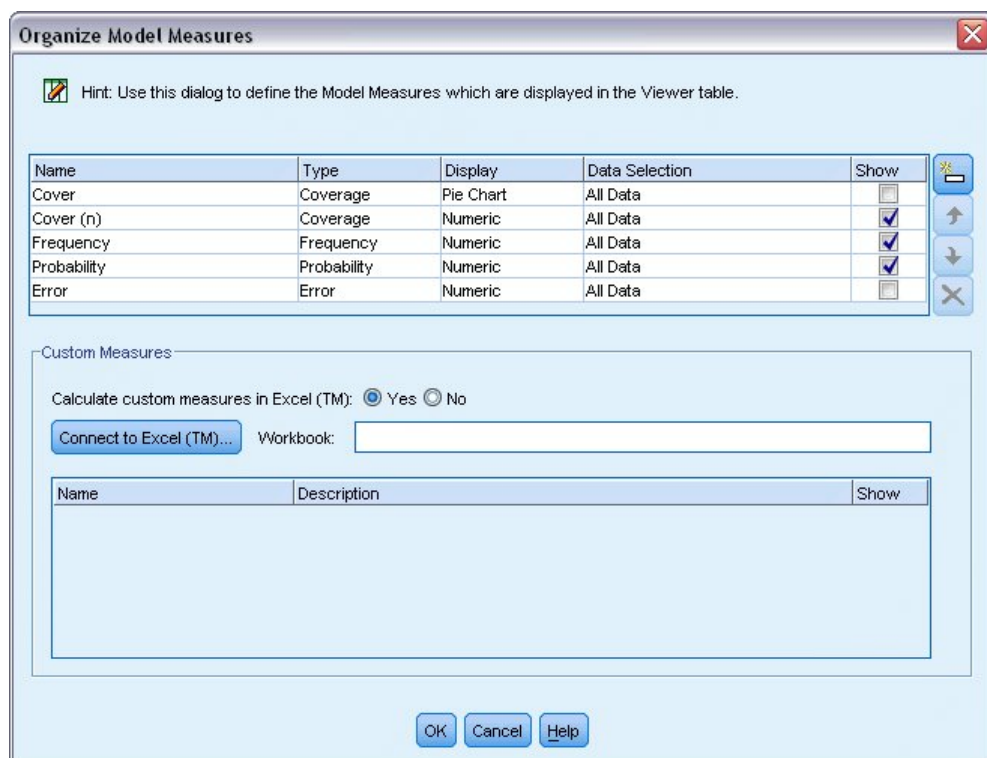 Organize Model Measures
Hint: Use this dialog to define the Model Measures which are displayed in the Viewer table.
Name Type Display Data Selection Show
Cover Coverage Pie Chart All Data
Cover (n) Coverage Numeric All Data
Frequency Frequency Numeric All Data
Probability Probability Numeric All Data
Error Error Numeric All Data
Custom Measures
Calculate custom measures in Excel (TM): Yes No
Connect to Excel (TM)... Workbook:
Name Description Show
OK Cancel Help